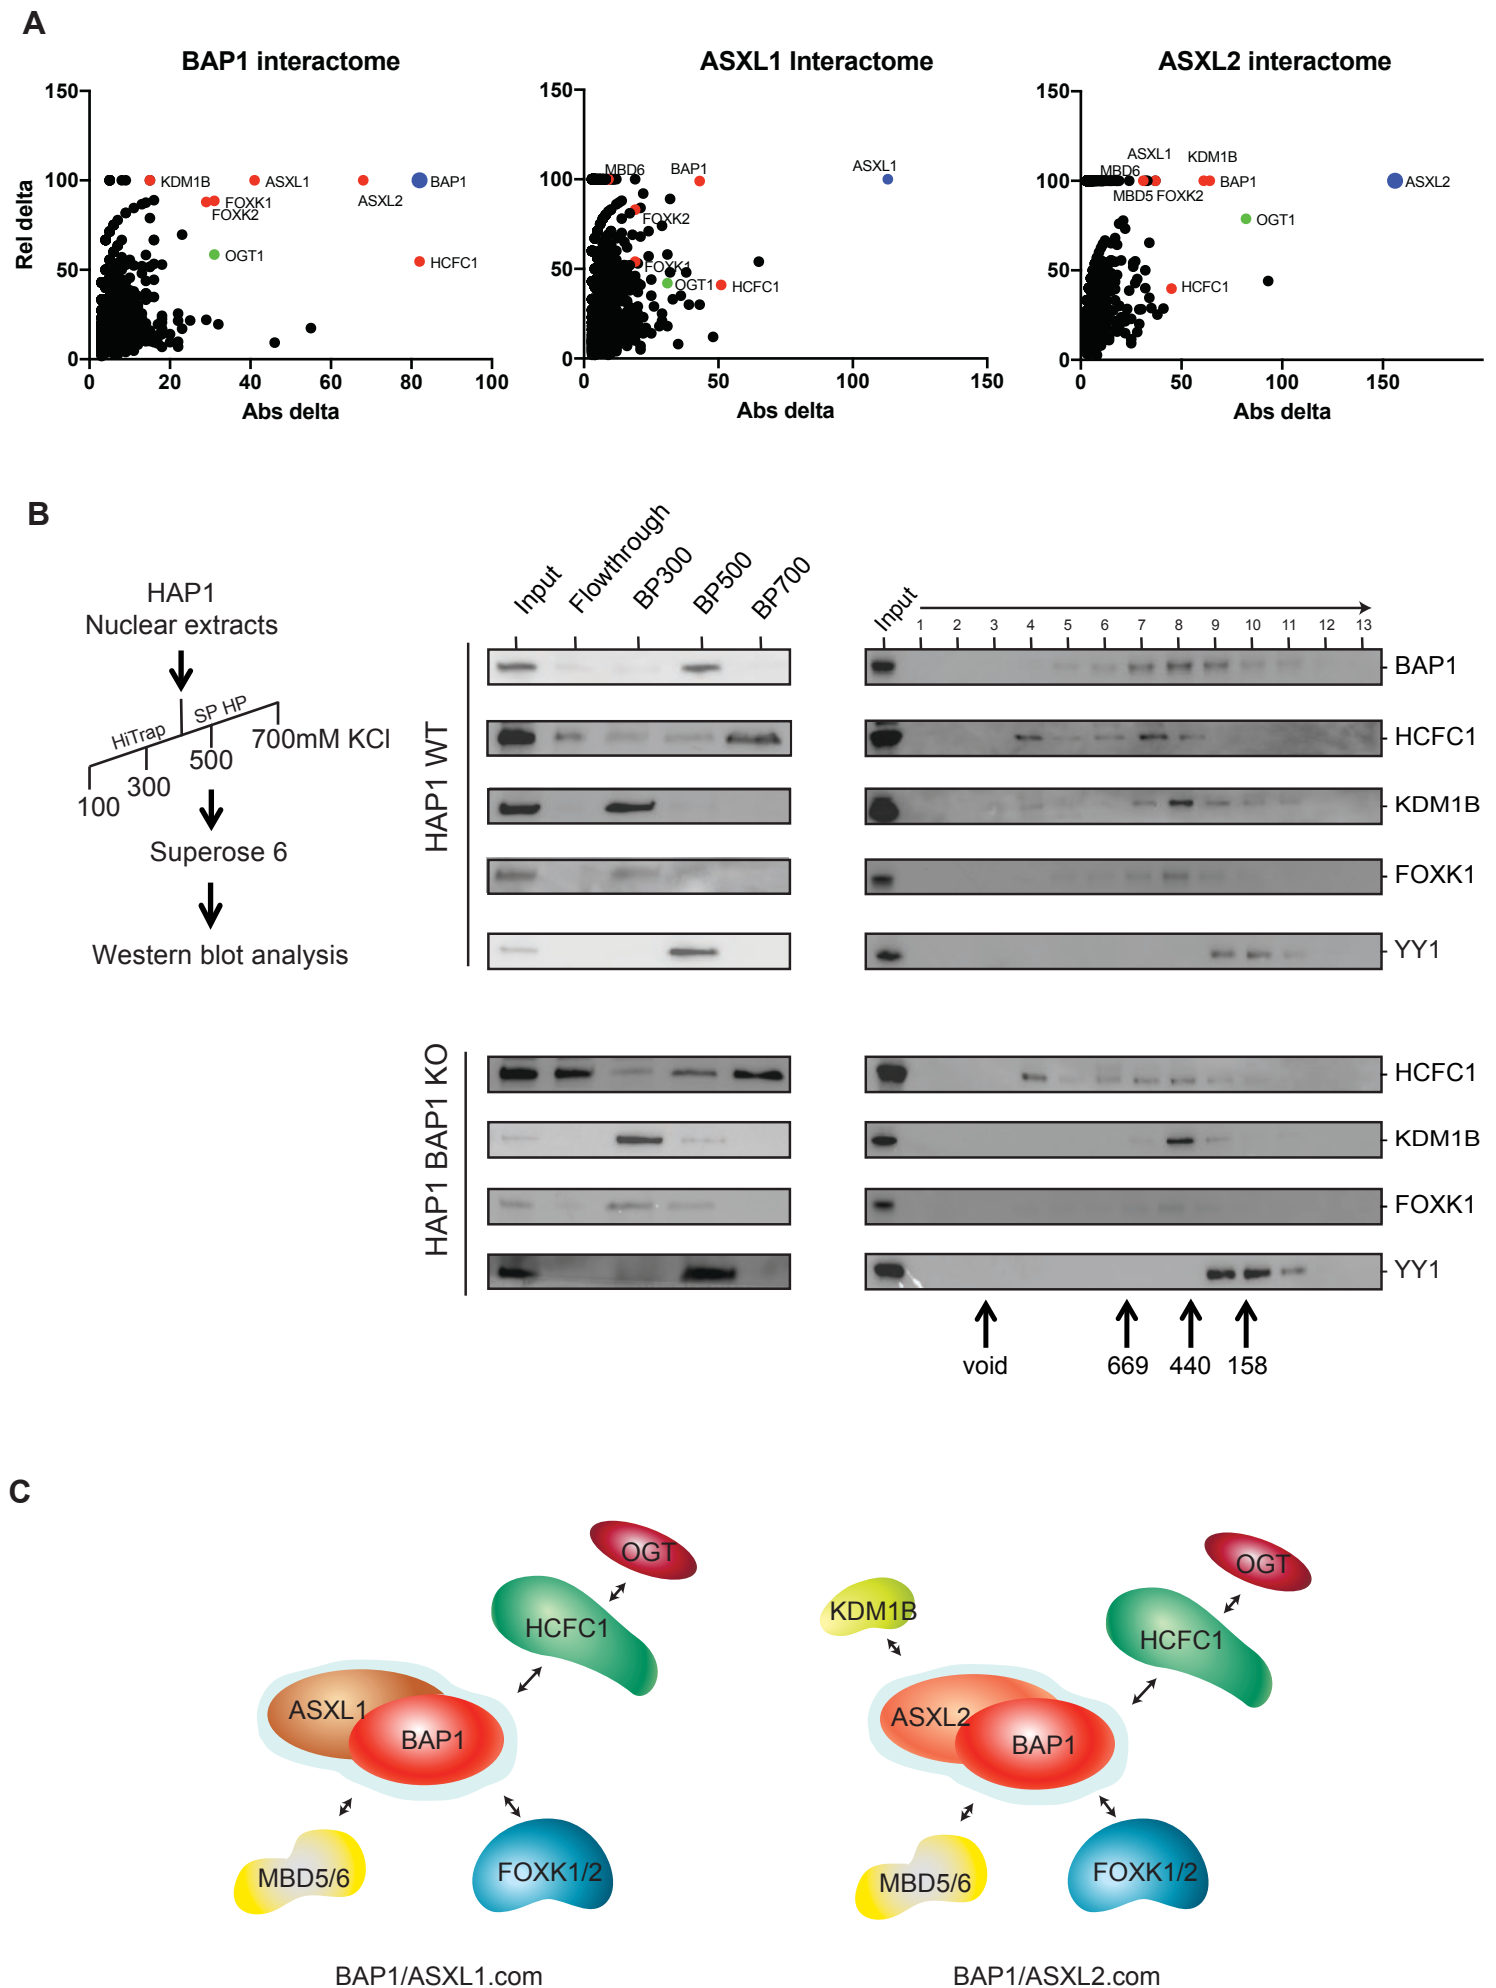 A
BAP1 interactome
Rel delta
150
100
50
0
0 20 40 60 80 100
Abs delta
KDM1B
ASXL1
BAP1
ASXL2
FOXK1
FOXK2
OGT1
HCFC1
ASXL1 Interactome
150
100
50
0
0 50 100 150
Abs delta
MBD6
BAP1
ASXL1
FOXK2
FOXK1
OGT1
HCFC1
ASXL2 interactome
150
100
50
0
0 50 100 150
Abs delta
ASXL1
KDM1B
MBD6
BAP1
ASXL2
MBD5 FOXK2
OGT1
HCFC1
B
HAP1
Nuclear extracts
HiTrap SP HP
100
300
500
700mM KCl
Superose 6
Western blot analysis
Input Flowthrough BP300 BP500 BP700
Input 1 2 3 4 5 6 7 8 9 10 11 12 13
HAP1 WT
BAP1
HCFC1
KDM1B
FOXK1
YY1
HAP1 BAP1 KO
HCFC1
KDM1B
FOXK1
YY1
void 669 440 158
C
OGT
HCFC1
ASXL1
BAP1
MBD5/6
FOXK1/2
BAP1/ASXL1.com
OGT
KDM1B
HCFC1
ASXL2
BAP1
MBD5/6
FOXK1/2
BAP1/ASXL2.com